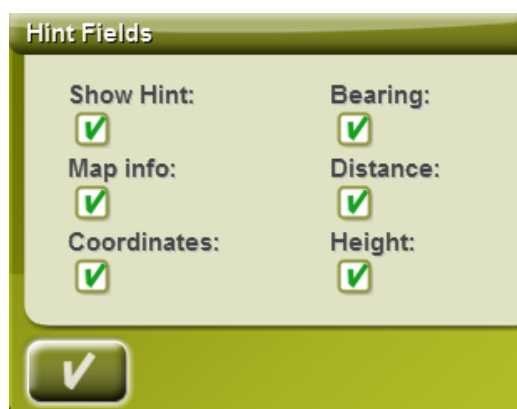 Hint Fields
Show Hint: Bearing:
Map info: Distance:
Coordinates: Height: